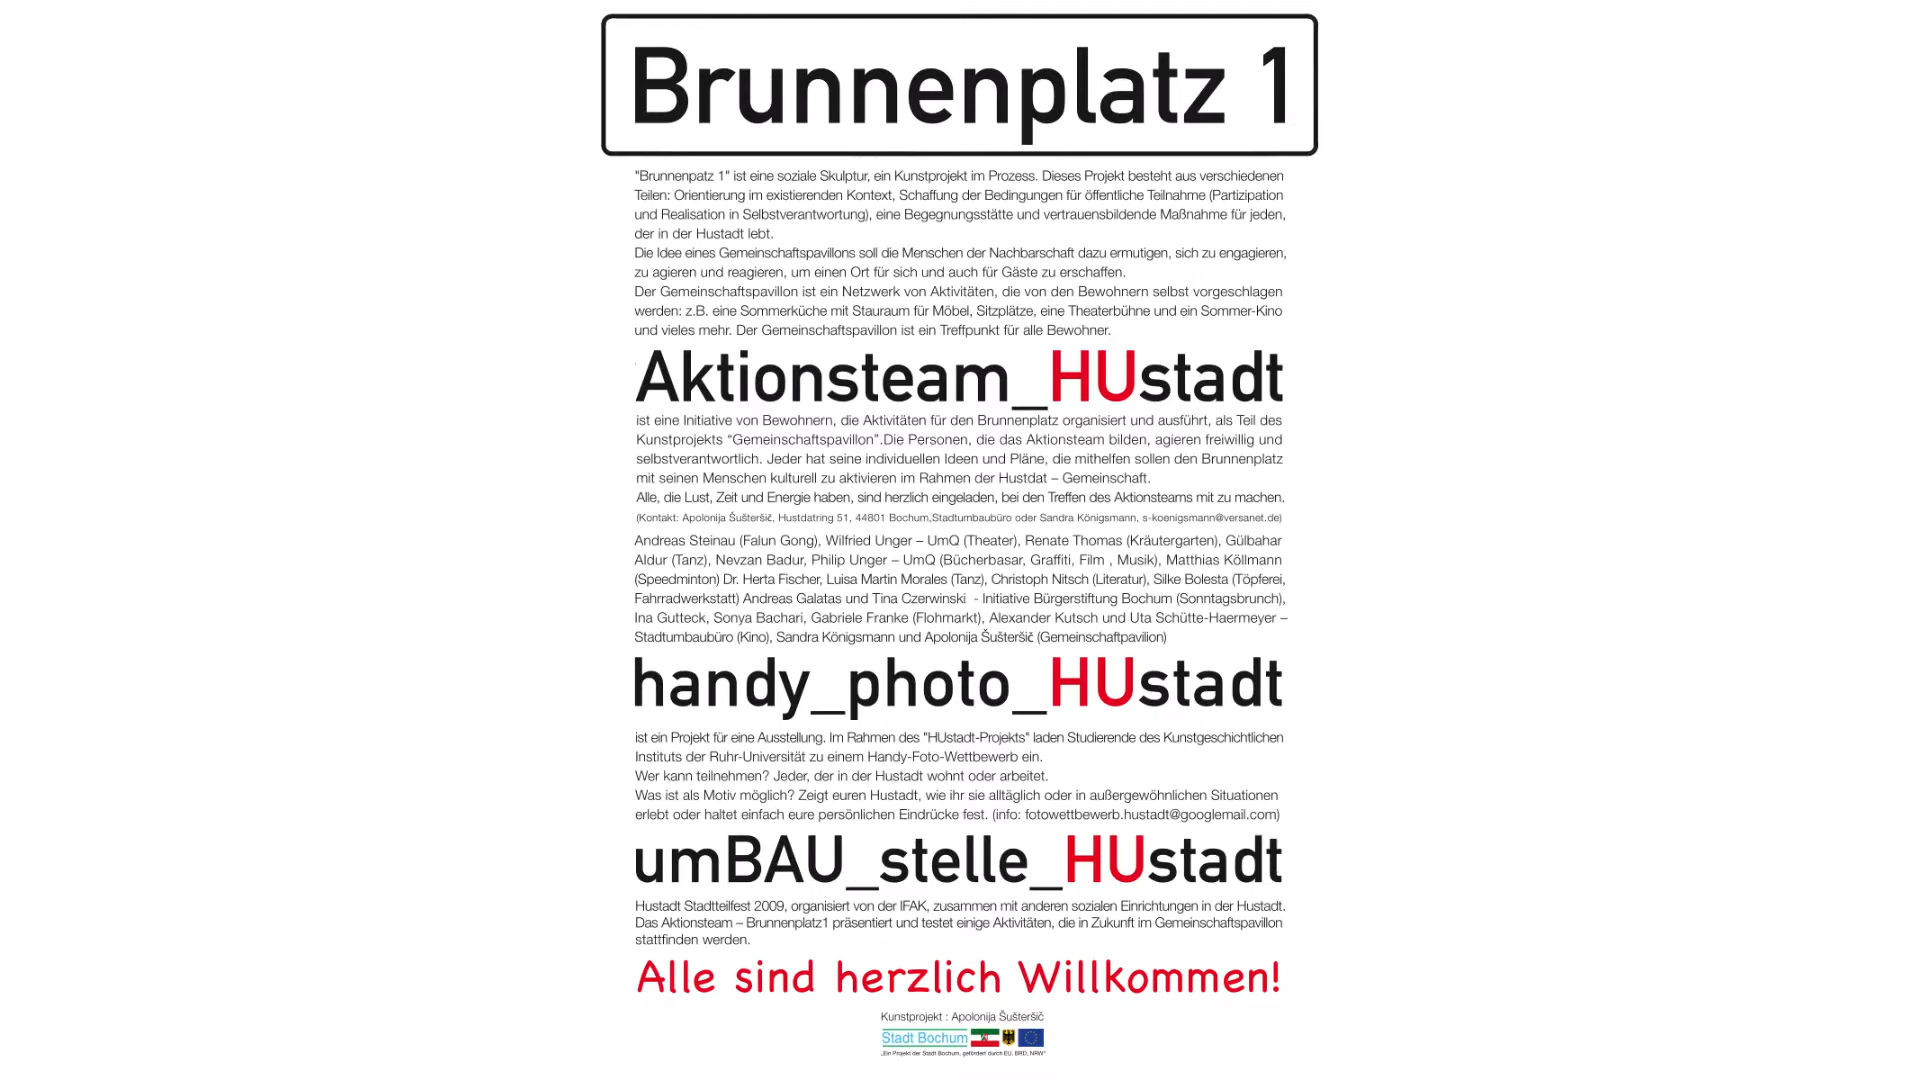 Brunnenplatz 1
"Brunnenpatz 1" ist eine soziale Skulptur, ein Kunstprojekt im Prozess. Dieses Projekt besteht aus verschiedenen
Teilen: Orientierung im existierenden Kontext, Schaffung der Bedingungen für öffentliche Teilnahme (Partizipation
und Realisation in Selbstverantwortung), eine Begegnungsstätte und vertrauensbildende Maßnahme für jeden,
der in der Hustadt lebt.
Die Idee eines Gemeinschaftspavillons soll die Menschen der Nachbarschaft dazu ermutigen, sich zu engagieren,
zu agieren und reagieren, um einen Ort für sich und auch für Gäste zu erschaffen.
Der Gemeinschaftspavillon ist ein Netzwerk von Aktivitäten, die von den Bewohnern selbst vorgeschlagen
werden: z.B. eine Sommerküche mit Stauraum für Möbel, Sitzplätze, eine Theaterbühne und ein Sommer-Kino
und vieles mehr. Der Gemeinschaftspavillon ist ein Treffpunkt für alle Bewohner.
Aktionsteam_HUstadt
ist eine Initiative von Bewohnern, die Aktivitäten für den Brunnenplatz organisiert und ausführt, als Teil des
Kunstprojekts “Gemeinschaftspavillon”.Die Personen, die das Aktionsteam bilden, agieren freiwillig und
selbstverantwortlich. Jeder hat seine individuellen Ideen und Pläne, die mithelfen sollen den Brunnenplatz
mit seinen Menschen kulturell zu aktivieren im Rahmen der Hustdat – Gemeinschaft.
Alle, die Lust, Zeit und Energie haben, sind herzlich eingeladen, bei den Treffen des Aktionsteams mit zu machen.
(Kontakt: Apolonija Šušteršič, Hustdatring 51, 44801 Bochum,Stadtumbaubüro oder Sandra Königsmann, s-koenigsmann@versanet.de)
Andreas Steinau (Falun Gong), Wilfried Unger – UmQ (Theater), Renate Thomas (Kräutergarten), Gülbahar
Aldur (Tanz), Nevzan Badur, Philip Unger – UmQ (Bücherbasar, Graffiti, Film , Musik), Matthias Köllmann
(Speedminton) Dr. Herta Fischer, Luisa Martin Morales (Tanz), Christoph Nitsch (Literatur), Silke Bolesta (Töpferei,
Fahrradwerkstatt) Andreas Galatas und Tina Czerwinski  - Initiative Bürgerstiftung Bochum (Sonntagsbrunch),
Ina Gutteck, Sonya Bachari, Gabriele Franke (Flohmarkt), Alexander Kutsch und Uta Schütte-Haermeyer –
Stadtumbaubüro (Kino), Sandra Königsmann und Apolonija Šušteršič (Gemeinschaftpavilion)
handy_photo_HUstadt
ist ein Projekt für eine Ausstellung. Im Rahmen des "HUstadt-Projekts" laden Studierende des Kunstgeschichtlichen
Instituts der Ruhr-Universität zu einem Handy-Foto-Wettbewerb ein.
Wer kann teilnehmen? Jeder, der in der Hustadt wohnt oder arbeitet.
Was ist als Motiv möglich? Zeigt euren Hustadt, wie ihr sie alltäglich oder in außergewöhnlichen Situationen
erlebt oder haltet einfach eure persönlichen Eindrücke fest. (info: fotowettbewerb.hustadt@googlemail.com)
umBAU_stelle_HUstadt
Hustadt Stadtteilfest 2009, organisiert von der IFAK, zusammen mit anderen sozialen Einrichtungen in der Hustadt.
Das Aktionsteam – Brunnenplatz1 präsentiert und testet einige Aktivitäten, die in Zukunft im Gemeinschaftspavillon
stattfinden werden.
Alle sind herzlich Willkommen!
Kunstprojekt : Apolonija Šušteršič
Stadt Bochum
„Ein Projekt der Stadt Bochum, gefördert durch EU, BRD, NRW“